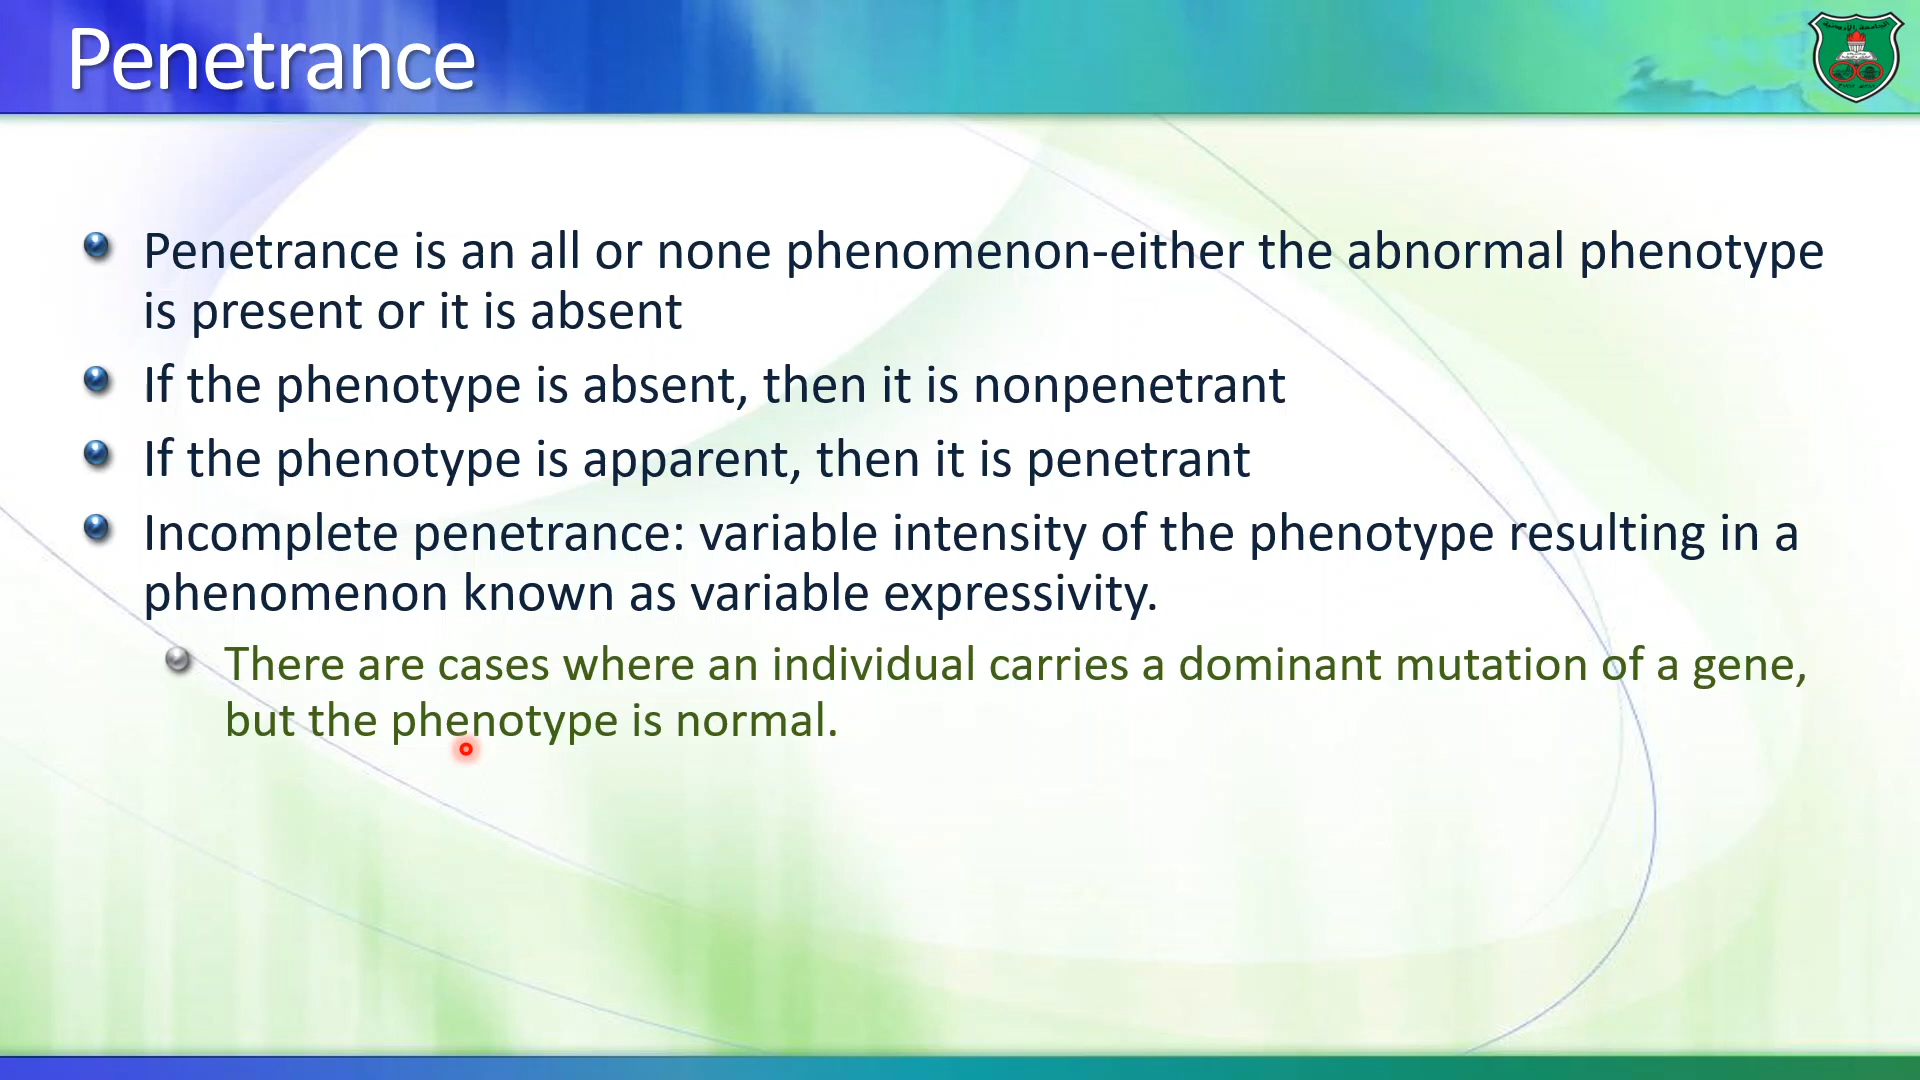 Penetrance
Penetrance is an all or none phenomenon-either the abnormal phenotype
is present or it is absent
If the phenotype is absent, then it is nonpenetrant
If the phenotype is apparent, then it is penetrant
Incomplete penetrance: variable intensity of the phenotype resulting in a
phenomenon known as variable expressivity.
There are cases where an individual carries a dominant mutation of a gene,
but the phenotype is normal.